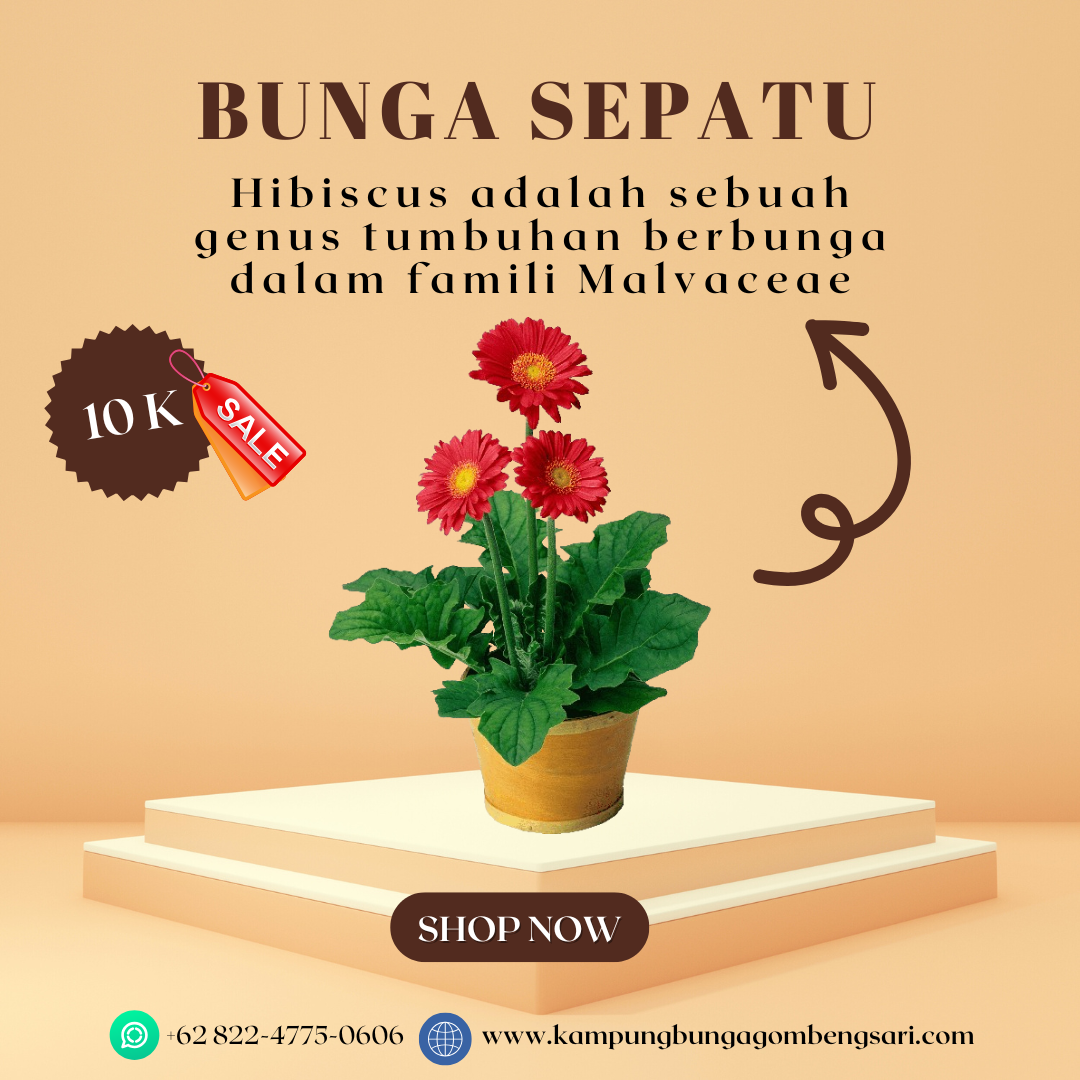 BUNGA SEPATU
Hibiscus adalah sebuah
genus tumbuhan berbunga
dalam famili Malvaceae
10 K
SALE
SHOP NOW
+62 822-4775-0606
www.kampungbungagombengsari.com